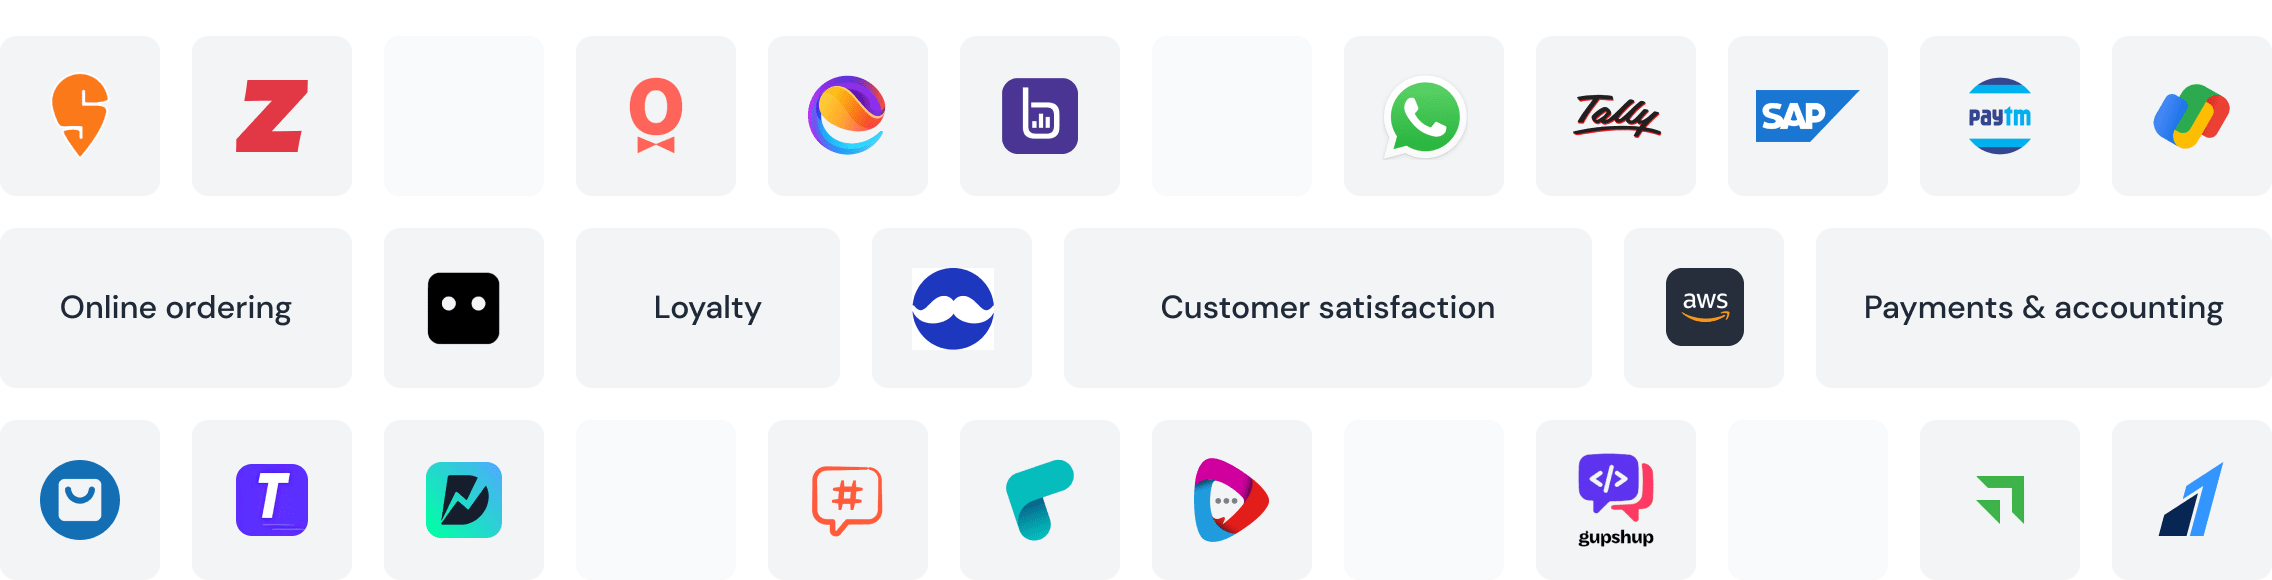 Tally
SAP
paytm
Online ordering
Loyalty
Customer satisfaction
aws
Payments & accounting
T
#
</>
gupshup